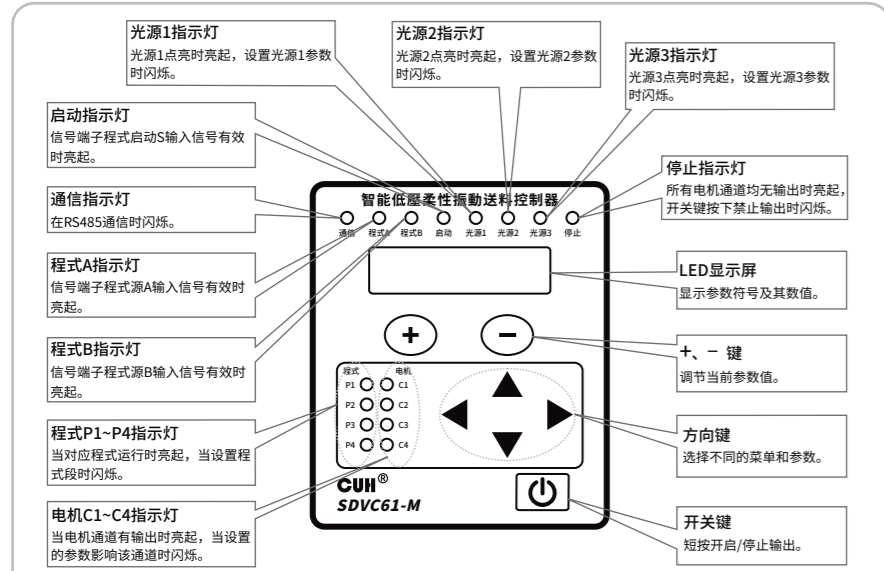 光源1指示灯
光源1点亮时亮起，设置光源1参数
时闪烁。
光源2指示灯
光源2点亮时亮起，设置光源2参数
时闪烁。
光源3指示灯
光源3点亮时亮起，设置光源3参数
时闪烁。
启动指示灯
信号端子程式启动S输入信号有效
时亮起。
通信指示灯
在RS485通信时闪烁。
程式A指示灯
信号端子程式源A输入信号有效时
亮起。
程式B指示灯
信号端子程式源B输入信号有效时
亮起。
程式P1~P4指示灯
当对应程式运行时亮起，当设置程
式段时闪烁。
电机C1~C4指示灯
当电机通道有输出时亮起，当设置
的参数影响该通道时闪烁。
智能低壓柔性振動送料控制器
通信 程式A 程式B 启动 光源1 光源2 光源3 停止
+ −
程式 电机
P1 C1
P2 C2
P3 C3
P4 C4
CUH®
SDVC61-M
停止指示灯
所有电机通道均无输出时亮起，
开关键按下禁止输出时闪烁。
LED显示屏
显示参数符号及其数值。
+、− 键
调节当前参数值。
方向键
选择不同的菜单和参数。
开关键
短按开启/停止输出。